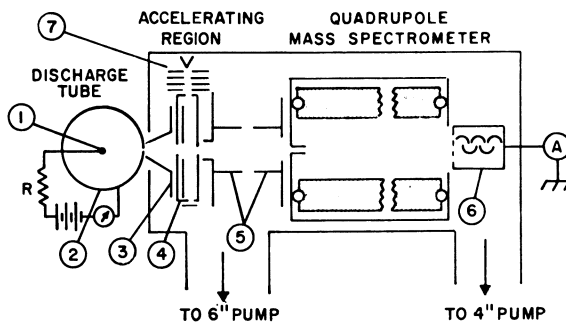 ACCELERATING
REGION
QUADRUPOLE
MASS SPECTROMETER
7
DISCHARGE
TUBE
1
R
2
3
4
5
6
A
TO 6" PUMP
TO 4" PUMP